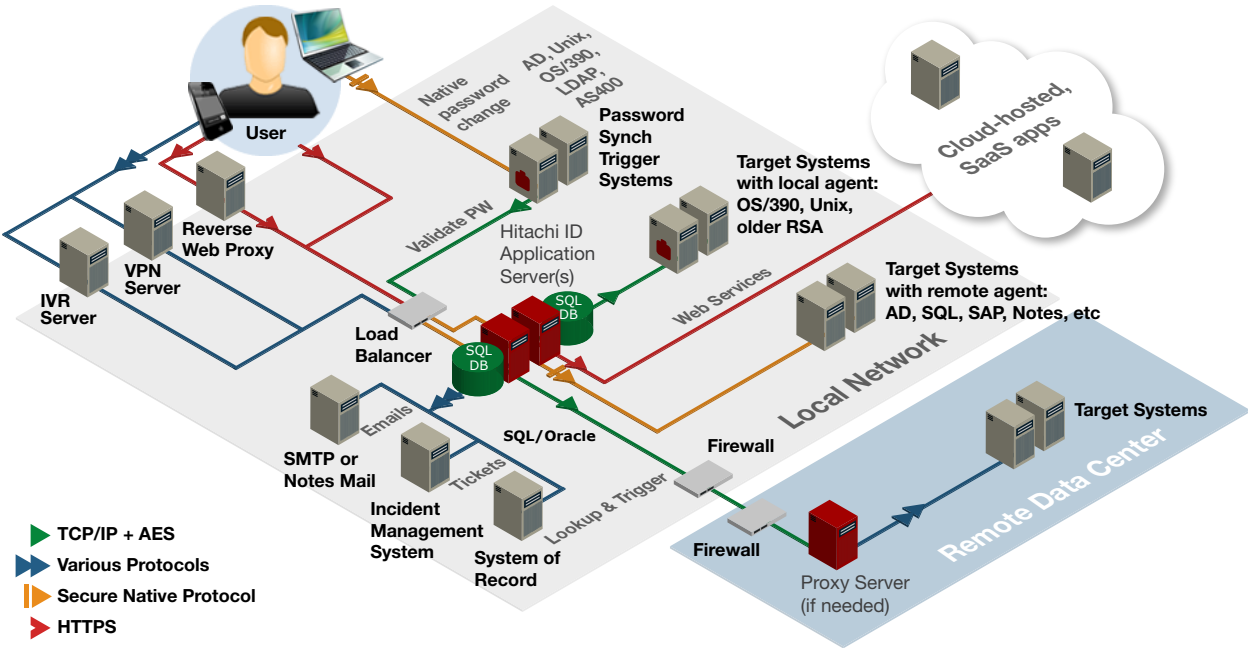 User
Native
password
change
AD, Unix,
OS/390,
LDAP,
AS400
Password
Synch
Trigger
Systems
Cloud-hosted,
SaaS apps
Target Systems
with local agent:
OS/390, Unix,
older RSA
Reverse
Web Proxy
VPN
Server
IVR
Server
Validate PW
Hitachi ID
Application
Server(s)
SQL
DB
Web Services
Target Systems
with remote agent:
AD, SQL, SAP, Notes, etc
Load
Balancer
SQL
DB
Local Network
Emails
SMTP or
Notes Mail
SQL/Oracle
Tickets
Incident
Management
System
System of
Record
Lookup & Trigger
Firewall
Firewall
Target Systems
Remote Data Center
Proxy Server
(if needed)
TCP/IP + AES
Various Protocols
Secure Native Protocol
HTTPS